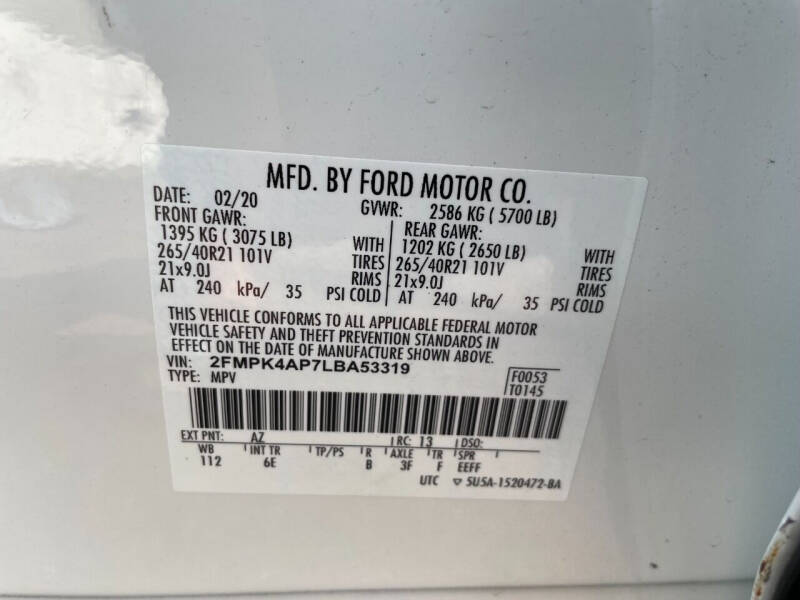 MFD. BY FORD MOTOR CO.
DATE: 02/20 GVWR: 2586 KG ( 5700 LB)
FRONT GAWR: REAR GAWR:
1395 KG ( 3075 LB) WITH 1202 KG ( 2650 LB) WITH
265/40R21 101V TIRES 265/40R21 101V TIRES
21x9.0J RIMS 21x9.0J RIMS
AT 240 kPa/ 35 PSI COLD AT 240 kPa/ 35 PSI COLD
THIS VEHICLE CONFORMS TO ALL APPLICABLE FEDERAL MOTOR
VEHICLE SAFETY AND THEFT PREVENTION STANDARDS IN
EFFECT ON THE DATE OF MANUFACTURE SHOWN ABOVE.
VIN: 2FMPK4AP7LBA53319 F0053
TYPE: MPV T0145
EXT PNT: AZ RC: 13 DSO:
WB INT TR TP/PS R AXLE TR SPR
112 6E B 3F F EEFF
UTC ▽ 5U5A-1520472-BA